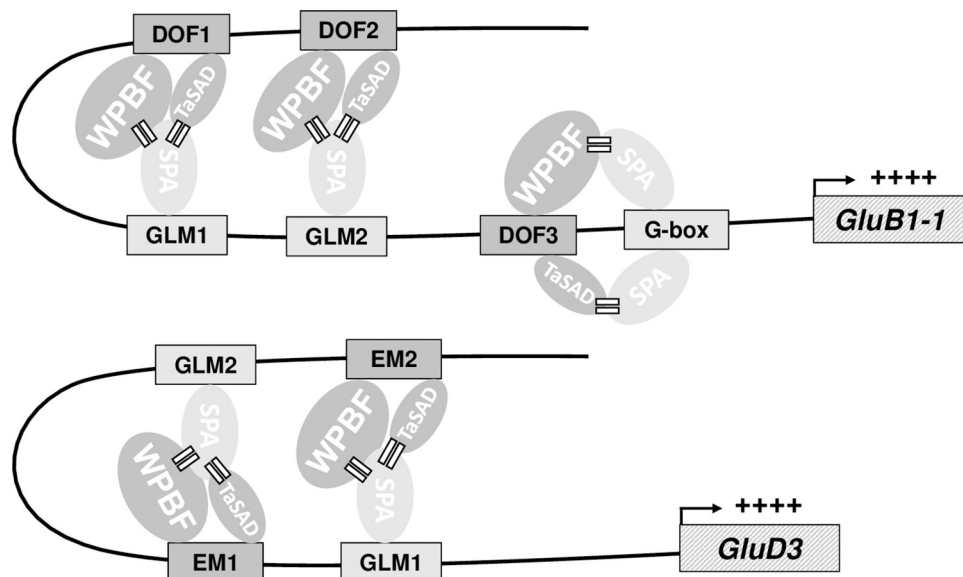 DOF1 DOF2
WPBF TaSAD WPBF TaSAD
SPA SPA
WPBF SPA
++++
GLM1 GLM2 DOF3 G-box GluB1-1
TaSAD SPA
GLM2 EM2
SPA WPBF TaSAD
WPBF TaSAD SPA
++++
EM1 GLM1 GluD3